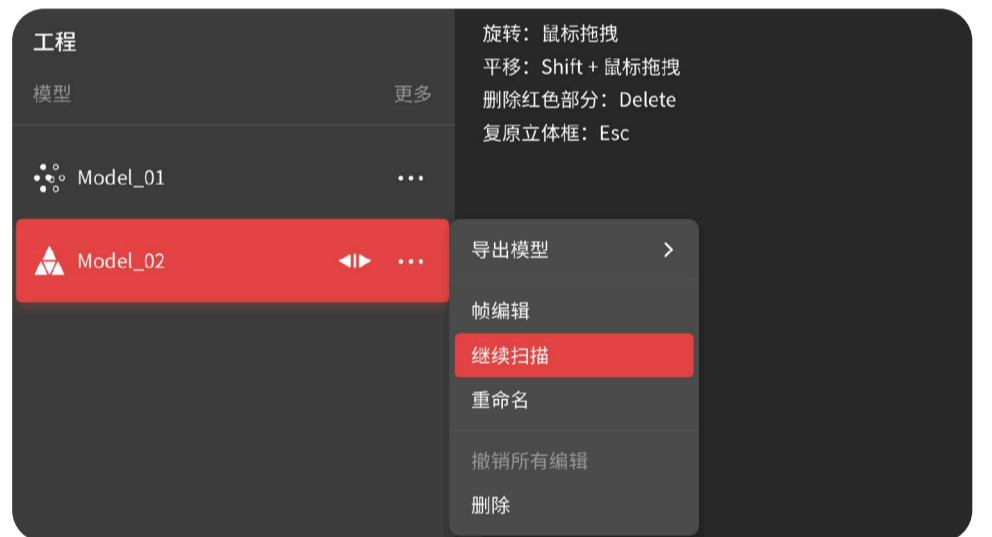 工程
模型 更多
Model_01
Model_02
旋转：鼠标拖拽
平移：Shift + 鼠标拖拽
删除红色部分：Delete
复原立体框：Esc
导出模型
帧编辑
继续扫描
重命名
撤销所有编辑
删除